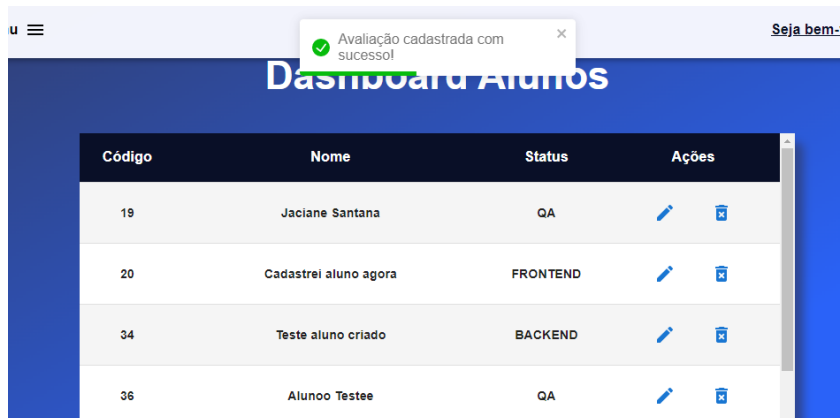 u
Seja bem-
Avaliação cadastrada com
sucesso!
Dashboard Alunos
Código Nome Status Ações
19 Jaciane Santana QA
20 Cadastrei aluno agora FRONTEND
34 Teste aluno criado BACKEND
36 Alunoo Testee QA